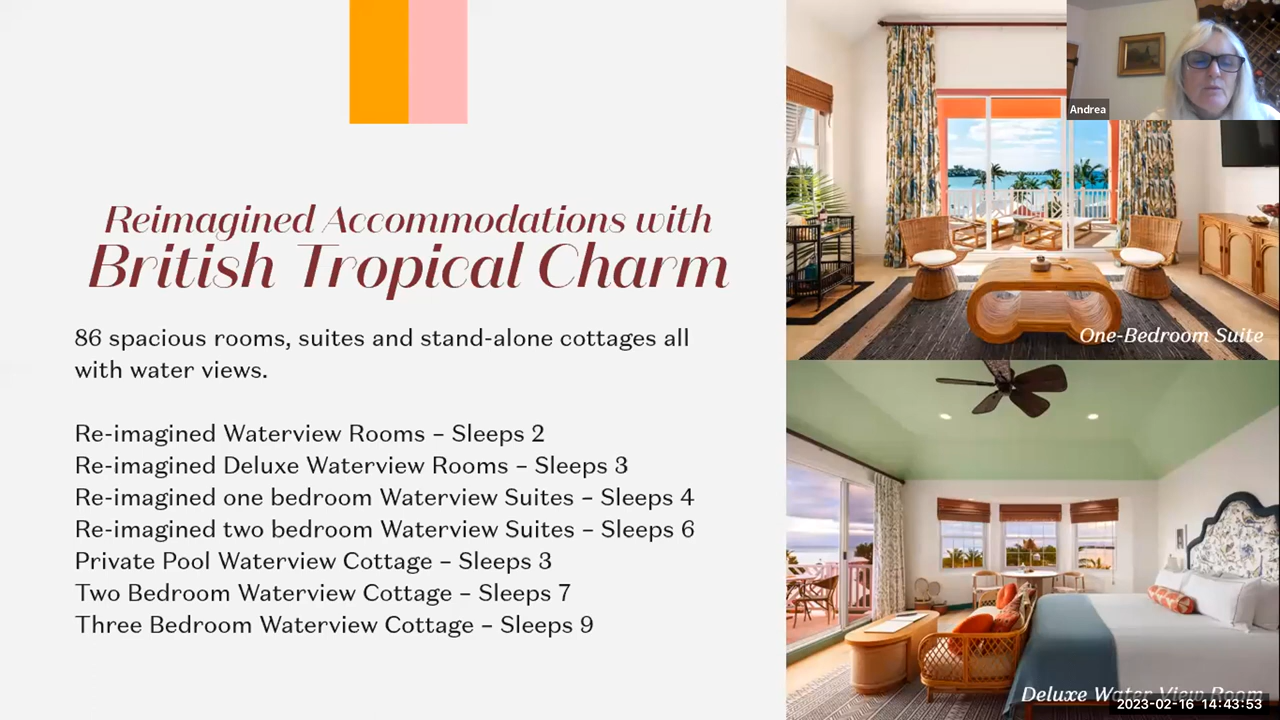 Reimagined Accommodations with
British Tropical Charm
86 spacious rooms, suites and stand-alone cottages all
with water views.
Re-imagined Waterview Rooms – Sleeps 2
Re-imagined Deluxe Waterview Rooms – Sleeps 3
Re-imagined one bedroom Waterview Suites – Sleeps 4
Re-imagined two bedroom Waterview Suites – Sleeps 6
Private Pool Waterview Cottage – Sleeps 3
Two Bedroom Waterview Cottage – Sleeps 7
Three Bedroom Waterview Cottage – Sleeps 9
Andrea
One-Bedroom Suite
Deluxe Water View Room
2023-02-16 14:43:53